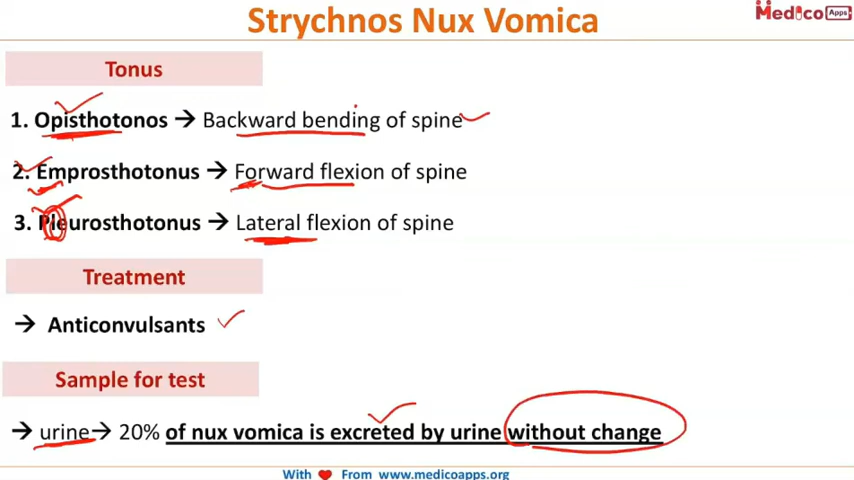 Strychnos Nux Vomica
Medico Apps
Tonus
1. Opisthotonos → Backward bending of spine
2. Emprosthotonus → Forward flexion of spine
3. Pleurosthotonus → Lateral flexion of spine
Treatment
→ Anticonvulsants
Sample for test
→ urine → 20% of nux vomica is excreted by urine without change
With ❤ From www.medicoapps.org